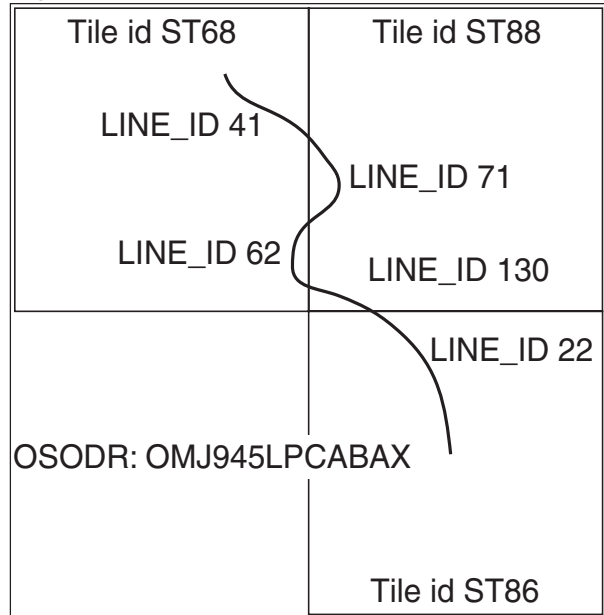 Tile id ST68
Tile id ST88
LINE_ID 41
LINE_ID 71
LINE_ID 62
LINE_ID 130
LINE_ID 22
OSODR: OMJ945LPCABAX
Tile id ST86